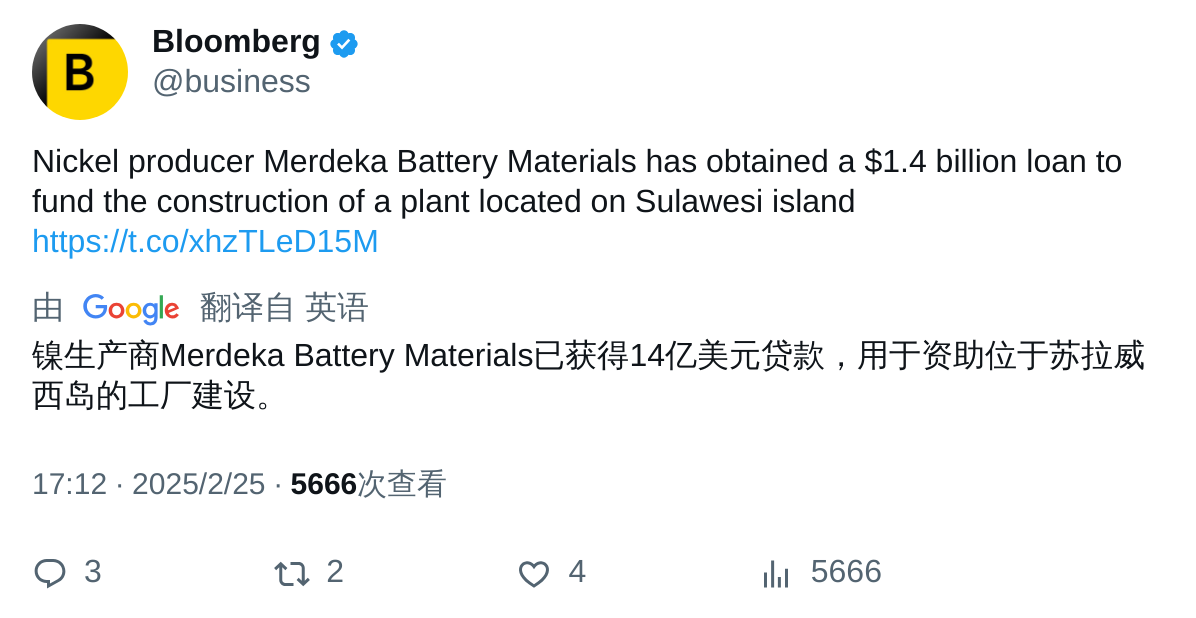 B
Bloomberg
@business
Nickel producer Merdeka Battery Materials has obtained a $1.4 billion loan to
fund the construction of a plant located on Sulawesi island
https://t.co/xhzTLeD15M
由 Google 翻译自 英语
镍生产商Merdeka Battery Materials已获得14亿美元贷款，用于资助位于苏拉威
西岛的工厂建设。
17:12 · 2025/2/25 · 5666次查看
3 2 4 5666